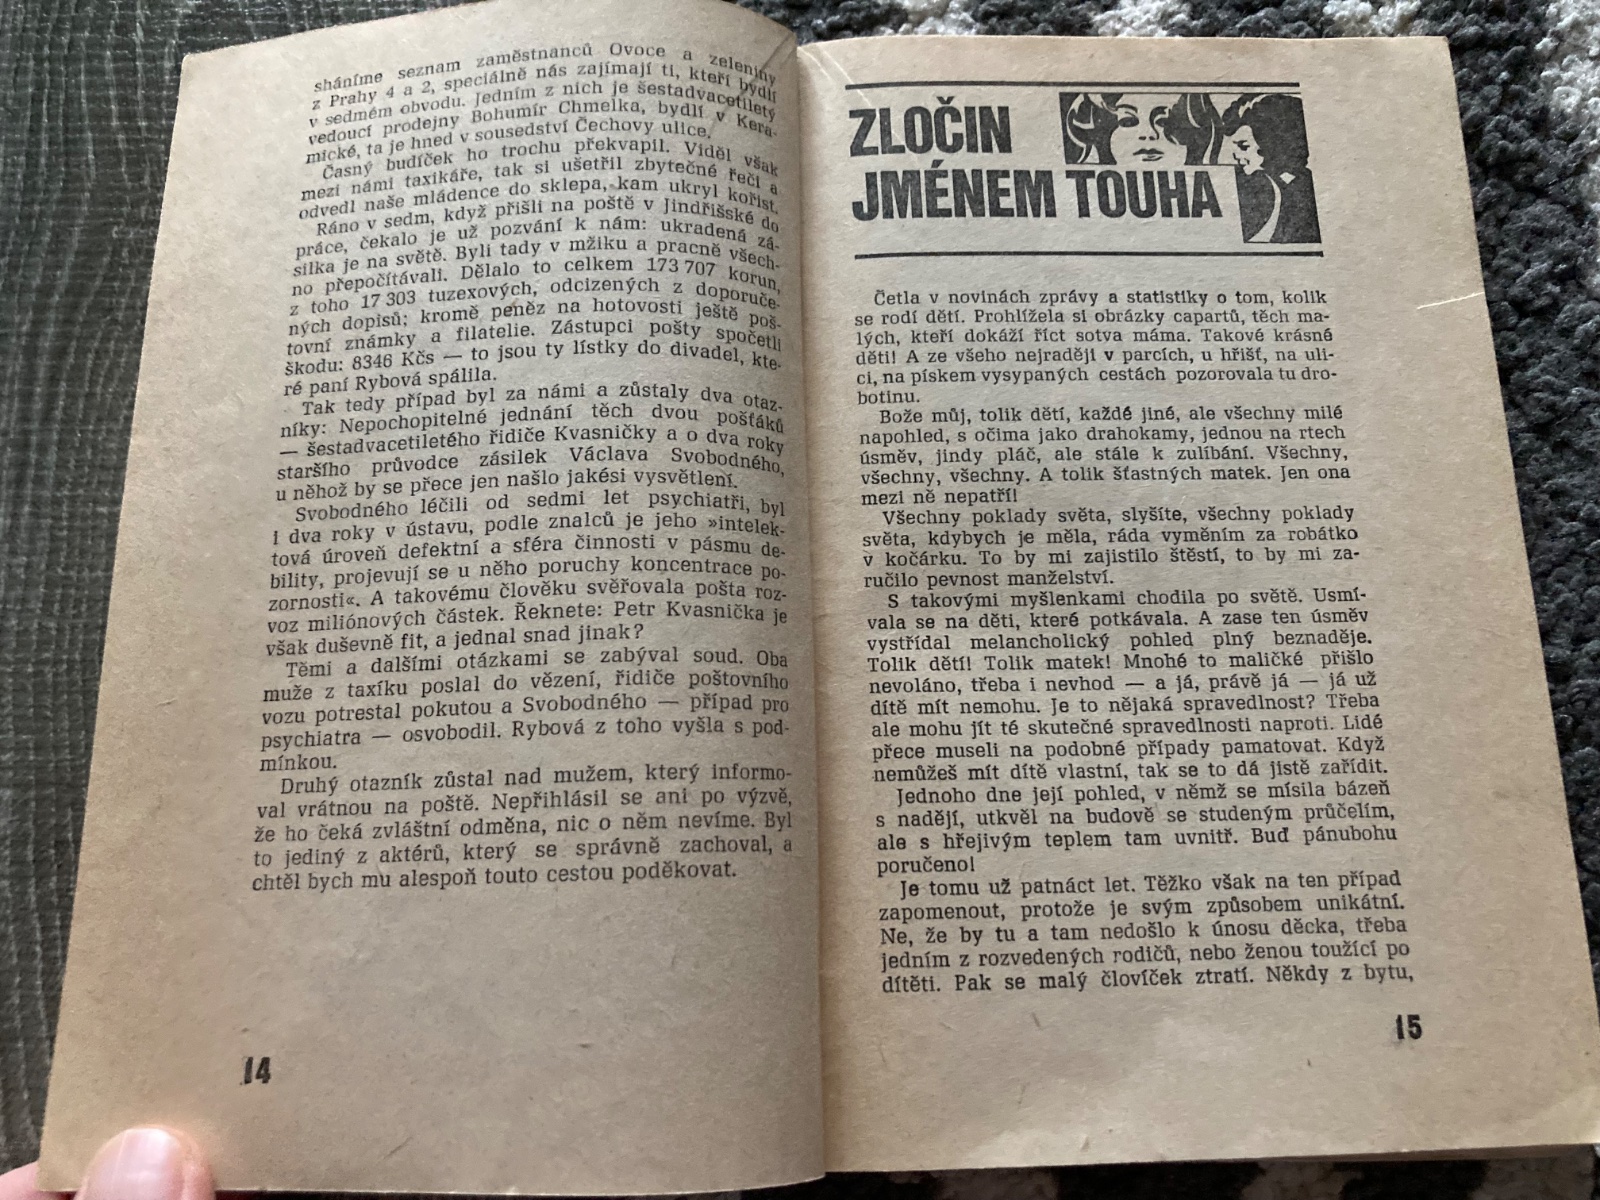 sháníme seznam zaměstnanců Ovoce a zeleniny
z Prahy 4 a 2, speciálně nás zajímají ti, kteří bydlí
v sedmém obvodu. Jedním z nich je šestadvacetiletý
vedoucí prodejny Bohumír Chmelka, bydlí v Kera-
mické, ta je hned v sousedství Čechovy ulice.
Časný budíček ho trochu překvapil. Viděl však
mezi námi taxikáře, tak si ušetřil zbytečné řeči a
odvedl naše mládence do sklepa, kam ukryl kořist.
Ráno v sedm, když přišli na poště v Jindřišské do
práce, čekalo je už pozvání k nám: ukradená zá-
silka je na světě. Byli tady v mžiku a pracně všech-
no přepočítávali. Dělalo to celkem 173 707 korun,
z toho 17 303 tuzexových, odcizených z doporuče-
ných dopisů; kromě peněz na hotovosti ještě poš-
tovní známky a filatelie. Zástupci pošty spočetli
škodu: 8346 Kčs — to jsou ty lístky do divadel, kte-
ré paní Rybová spálila.
Tak tedy případ byl za námi a zůstaly dva otaz-
níky: Nepochopitelné jednání těch dvou pošťáků
— šestadvacetiletého řidiče Kvasničky a o dva roky
staršího průvodce zásilek Václava Svobodného,
u něhož by se přece jen našlo jakési vysvětlení.
Svobodného léčili od sedmi let psychiatři, byl
i dva roky v ústavu, podle znalců je jeho »intelek-
tová úroveň defektní a sféra činnosti v pásmu de-
bility, projevují se u něho poruchy koncentrace po-
zornosti«. A takovému člověku svěřovala pošta roz-
voz miliónových částek. Řeknete: Petr Kvasnička je
však duševně fit, a jednal snad jinak?
Těmi a dalšími otázkami se zabýval soud. Oba
muže z taxíku poslal do vězení, řidiče poštovního
vozu potrestal pokutou a Svobodného — případ pro
psychiatra — osvobodil. Rybová z toho vyšla s pod-
mínkou.
Druhý otazník zůstal nad mužem, který informo-
val vrátnou na poště. Nepřihlásil se ani po výzvě,
že ho čeká zvláštní odměna, nic o něm nevíme. Byl
to jediný z aktérů, který se správně zachoval, a
chtěl bych mu alespoň touto cestou poděkovat.
14
ZLOČIN
JMÉNEM TOUHA
Četla v novinách zprávy a statistiky o tom, kolik
se rodí dětí. Prohlížela si obrázky capartů, těch ma-
lých, kteří dokáží říct sotva máma. Takové krásné
děti! A ze všeho nejraději v parcích, u hřišť, na uli-
ci, na pískem vysypaných cestách pozorovala tu dro-
botinu.
Bože můj, tolik dětí, každé jiné, ale všechny milé
napohled, s očima jako drahokamy, jednou na rtech
úsměv, jindy pláč, ale stále k zulíbání. Všechny,
všechny, všechny. A tolik šťastných matek. Jen ona
mezi ně nepatří!
Všechny poklady světa, slyšíte, všechny poklady
světa, kdybych je měla, ráda vyměním za robátko
v kočárku. To by mi zajistilo štěstí, to by mi za-
ručilo pevnost manželství.
S takovými myšlenkami chodila po světě. Usmí-
vala se na děti, které potkávala. A zase ten úsměv
vystřídal melancholický pohled plný beznaděje.
Tolik dětí! Tolik matek! Mnohé to maličké přišlo
nevoláno, třeba i nevhod — a já, právě já — já už
dítě mít nemohu. Je to nějaká spravedlnost? Třeba
ale mohu jít té skutečné spravedlnosti naproti. Lidé
přece museli na podobné případy pamatovat. Když
nemůžeš mít dítě vlastní, tak se to dá jistě zařídit.
Jednoho dne její pohled, v němž se mísila bázeň
s nadějí, utkvěl na budově se studeným průčelím,
ale s hřejivým teplem tam uvnitř. Buď pánubohu
poručeno!
Je tomu už patnáct let. Těžko však na ten případ
zapomenout, protože je svým způsobem unikátní.
Ne, že by tu a tam nedošlo k únosu děcka, třeba
jedním z rozvedených rodičů, nebo ženou toužící po
dítěti. Pak se malý človíček ztratí. Někdy z bytu,
15